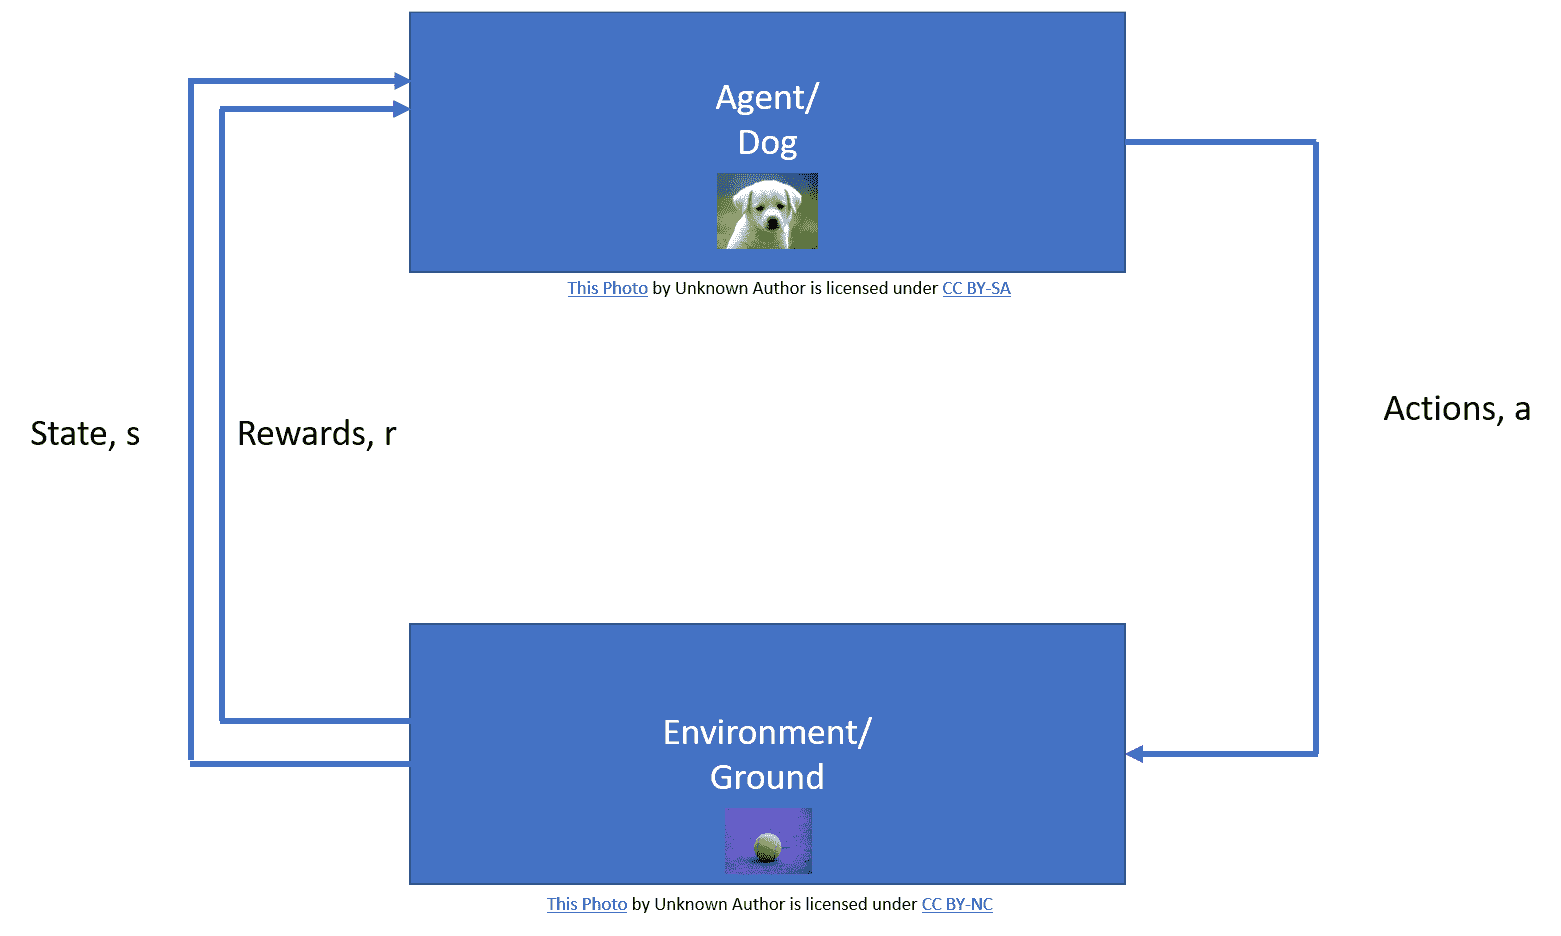 Agent/
Dog
This Photo by Unknown Author is licensed under CC BY-SA
State, s
Rewards, r
Actions, a
Environment/
Ground
This Photo by Unknown Author is licensed under CC BY-NC